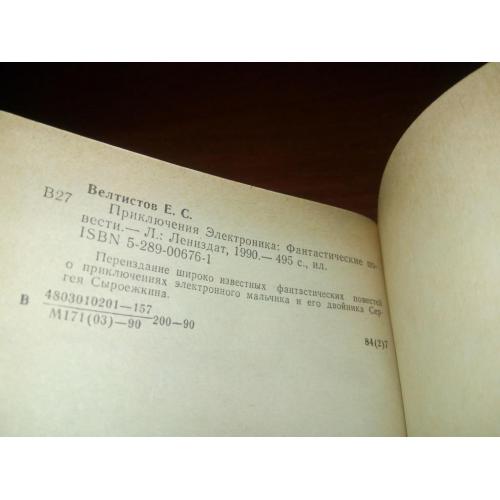 Велтистов Е. С.
В27 Приключения Электроника: Фантастические по-
вести.— Л.: Лениздат, 1990.— 495 с., ил.
ISBN 5-289-00676-1
Переиздание широко известных фантастических повестей
о приключениях электронного мальчика и его двойника Сер-
гея Сыроежкина.
В 4803010201—157
М171(03)—90 200—90
84(2)7